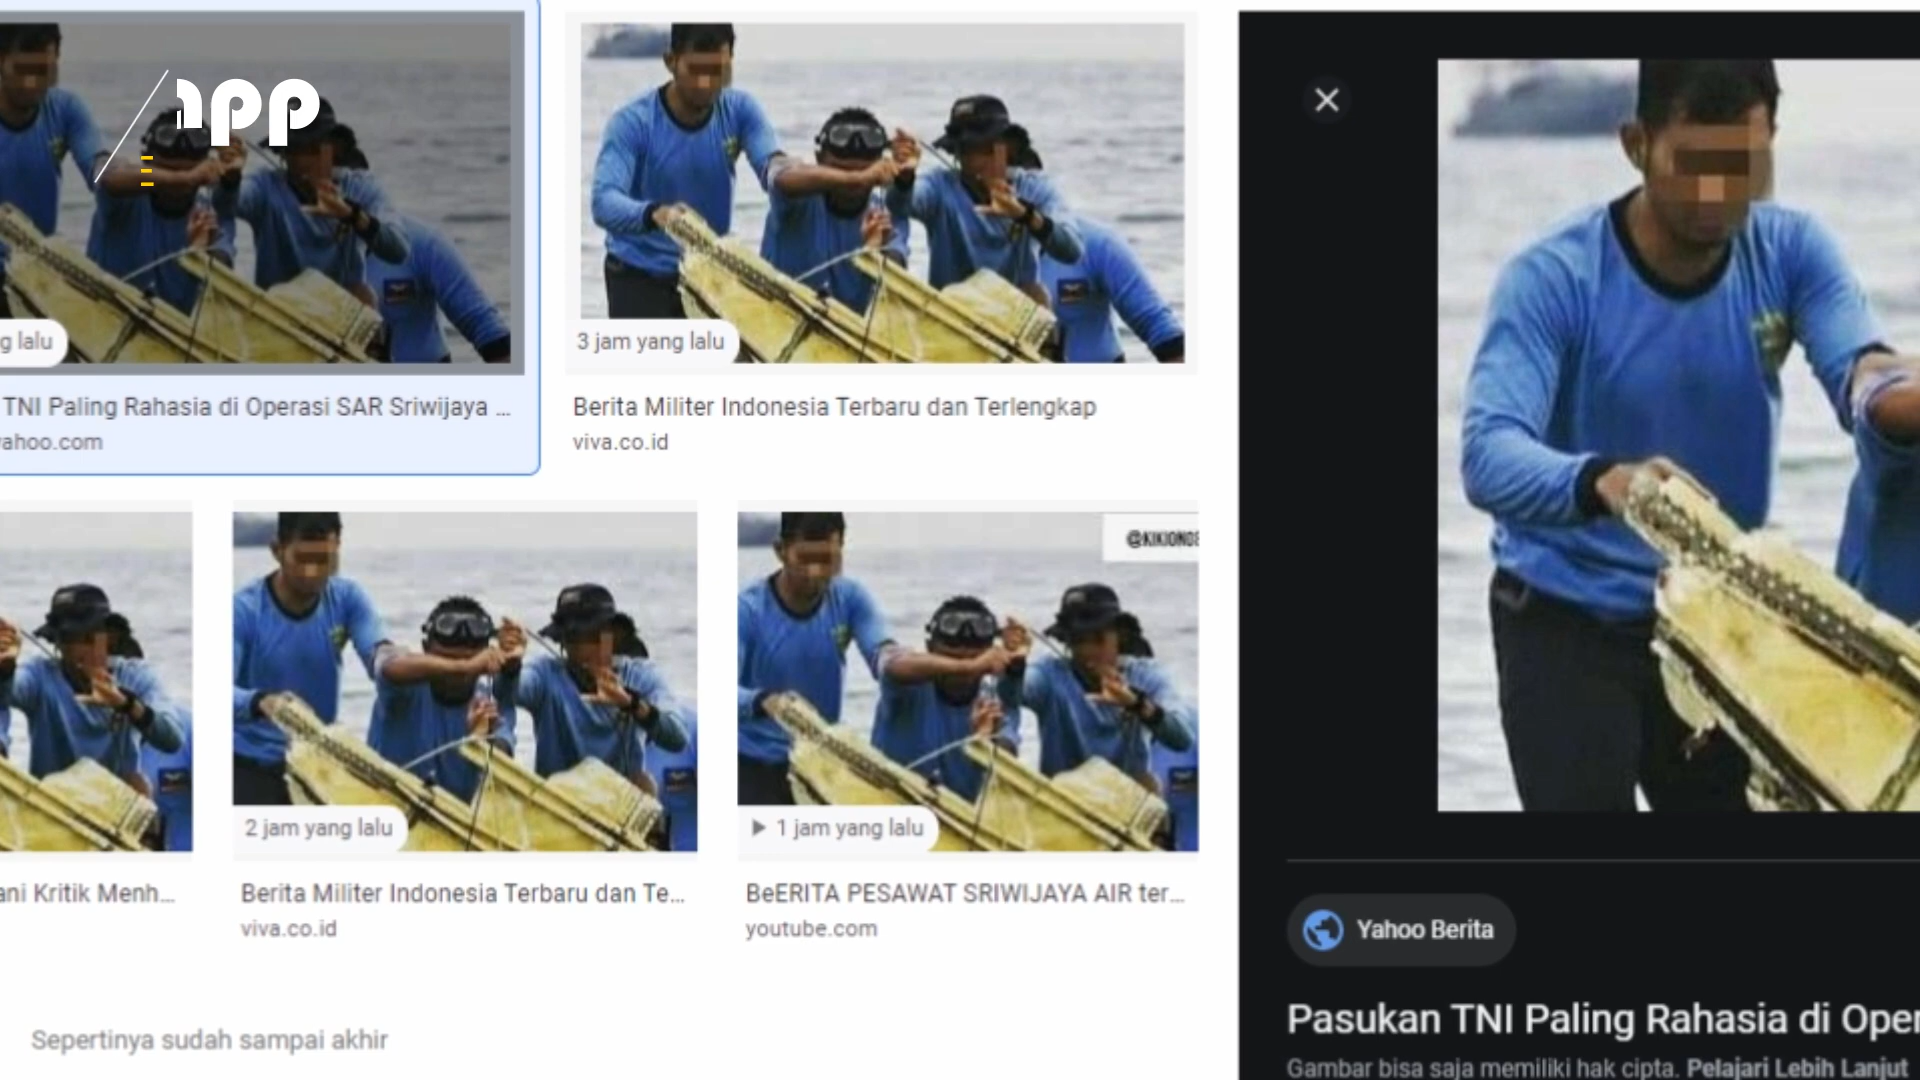 app
g lalu
TNI Paling Rahasia di Operasi SAR Sriwijaya ...
ahoo.com
3 jam yang lalu
Berita Militer Indonesia Terbaru dan Terlengkap
viva.co.id
ani Kritik Menh...
2 jam yang lalu
Berita Militer Indonesia Terbaru dan Te...
viva.co.id
@KIKIONO
1 jam yang lalu
BeERITA PESAWAT SRIWIJAYA AIR ter...
youtube.com
Sepertinya sudah sampai akhir
Yahoo Berita
Pasukan TNI Paling Rahasia di Oper
Gambar bisa saja memiliki hak cipta. Pelajari Lebih Lanjut